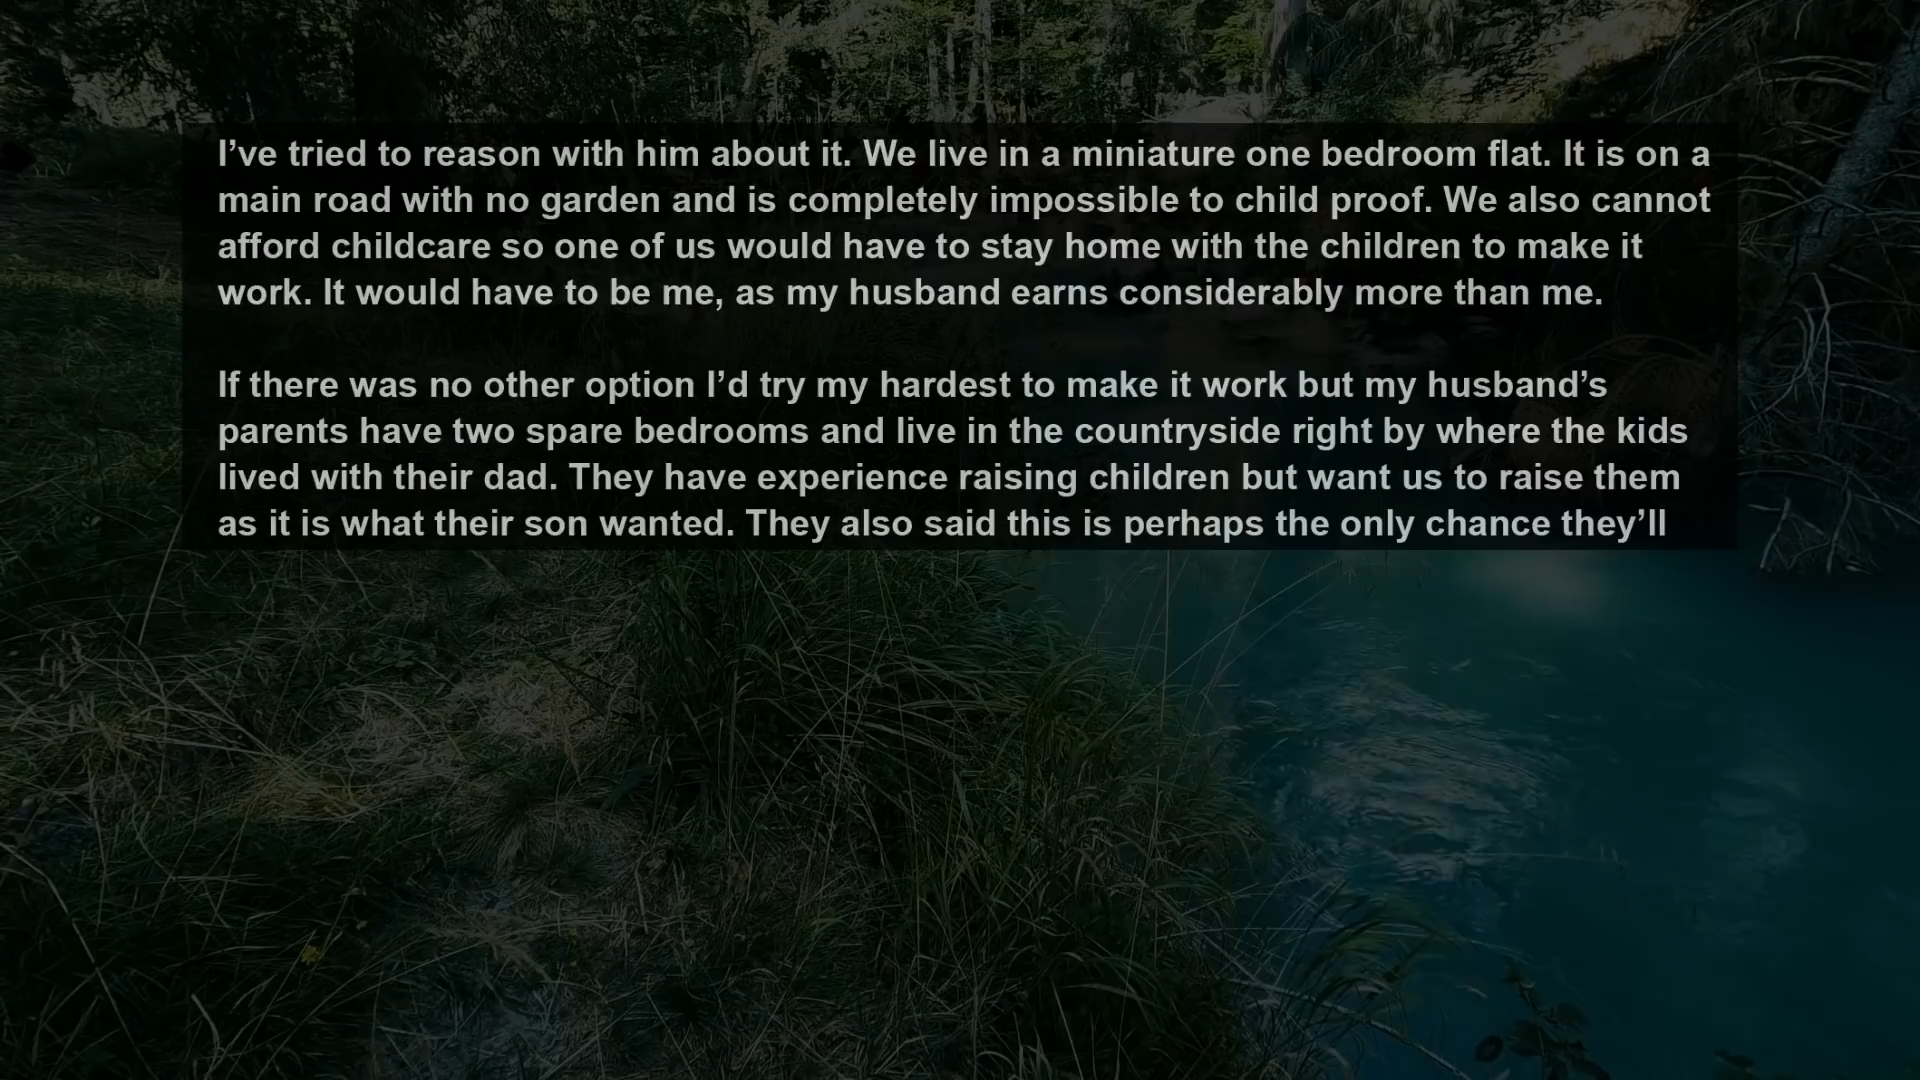 I’ve tried to reason with him about it. We live in a miniature one bedroom flat. It is on a
main road with no garden and is completely impossible to child proof. We also cannot
afford childcare so one of us would have to stay home with the children to make it
work. It would have to be me, as my husband earns considerably more than me.
If there was no other option I’d try my hardest to make it work but my husband’s
parents have two spare bedrooms and live in the countryside right by where the kids
lived with their dad. They have experience raising children but want us to raise them
as it is what their son wanted. They also said this is perhaps the only chance they’ll